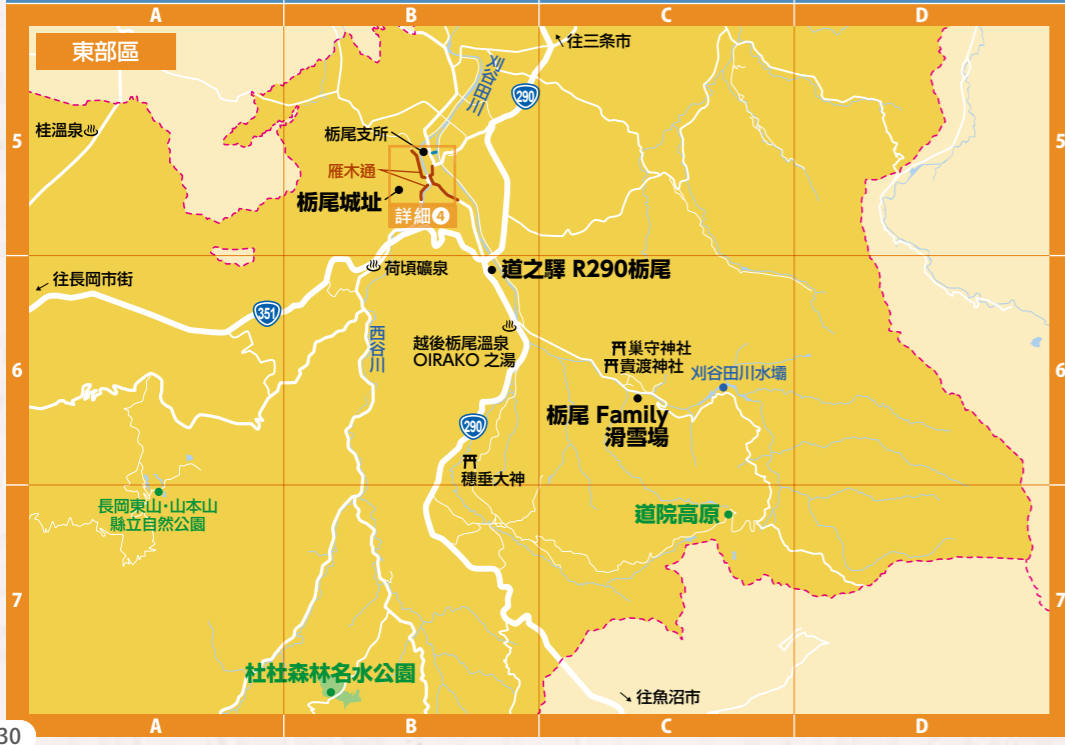 A B C D
東部區
往三条市
刈谷田川
290
5 5
桂溫泉
栃尾支所
雁木通
栃尾城址
詳細4
荷頃礦泉
道之驛 R290栃尾
往長岡市街
351
西谷川
越後栃尾溫泉
OIRAKO 之湯
巢守神社
貴渡神社
刈谷田川水壩
6 6
栃尾 Family
滑雪場
290
穗垂大神
長岡東山・山本山
縣立自然公園
道院高原
7 7
杜杜森林名水公園
往魚沼市
A B C D
30